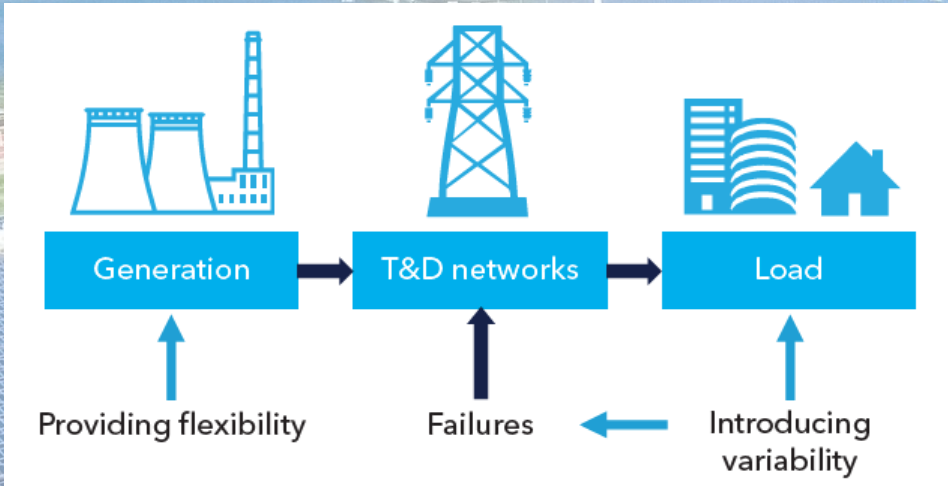 Generation
T&D networks
Load
Providing flexibility
Failures
Introducing
variability